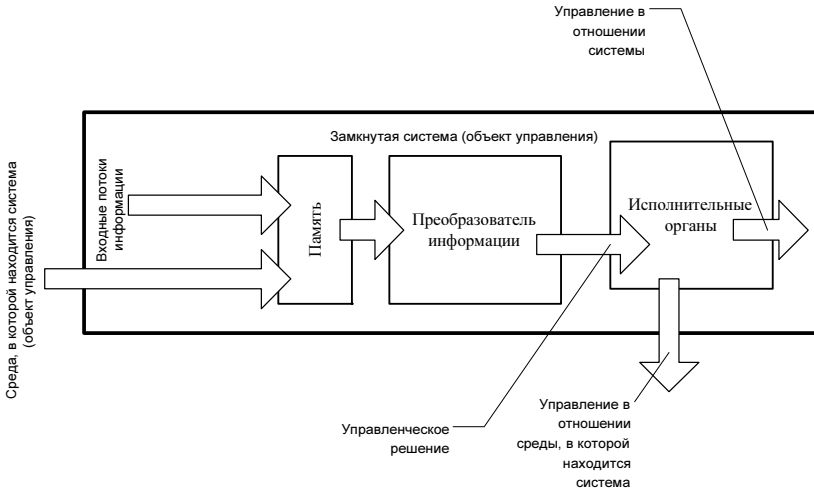 Управление в
отношении
системы
Замкнутая система (объект управления)
Среда, в которой находится система
(объект управления)
Входные потоки
информации
Память
Преобразователь
информации
Исполнительные
органы
Управленческое
решение
Управление в
отношении
среды, в которой
находится
система